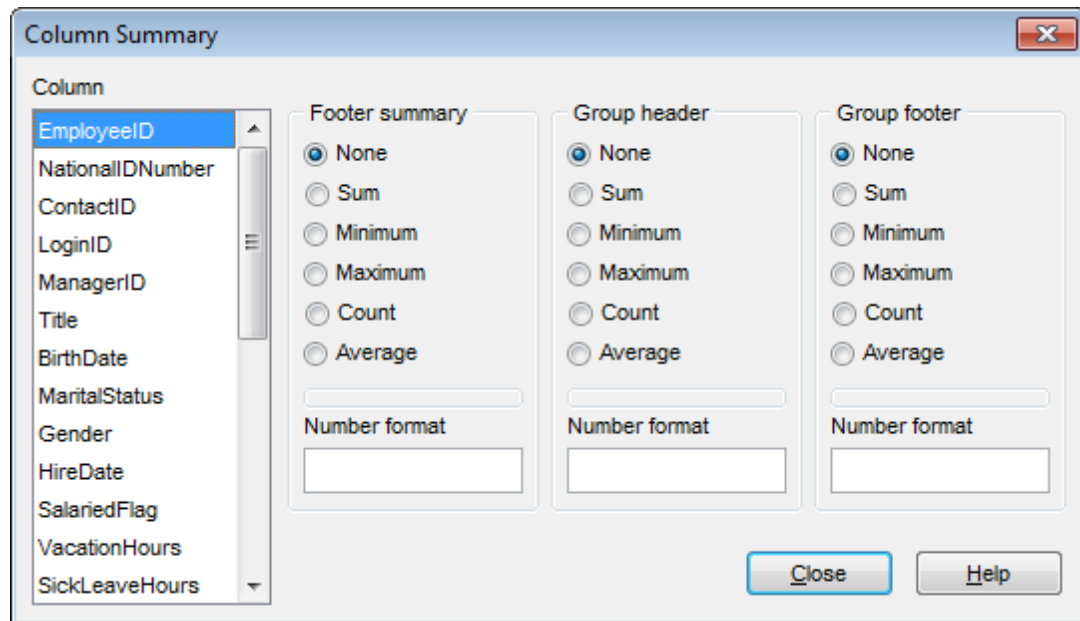 Column Summary
Column
EmployeeID
NationalIDNumber
ContactID
LoginID
ManagerID
Title
BirthDate
MaritalStatus
Gender
HireDate
SalariedFlag
VacationHours
SickLeaveHours
Footer summary
None
Sum
Minimum
Maximum
Count
Average
Number format
Group header
None
Sum
Minimum
Maximum
Count
Average
Number format
Group footer
None
Sum
Minimum
Maximum
Count
Average
Number format
Close
Help